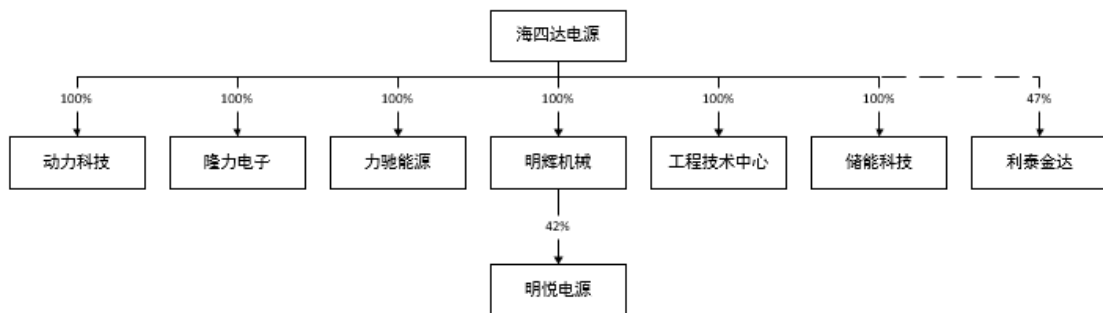 海四达电源
100% 100% 100% 100% 100% 100% 47%
动力科技 隆力电子 力驰能源 明辉机械 工程技术中心 储能科技 利泰金达
42%
明悦电源